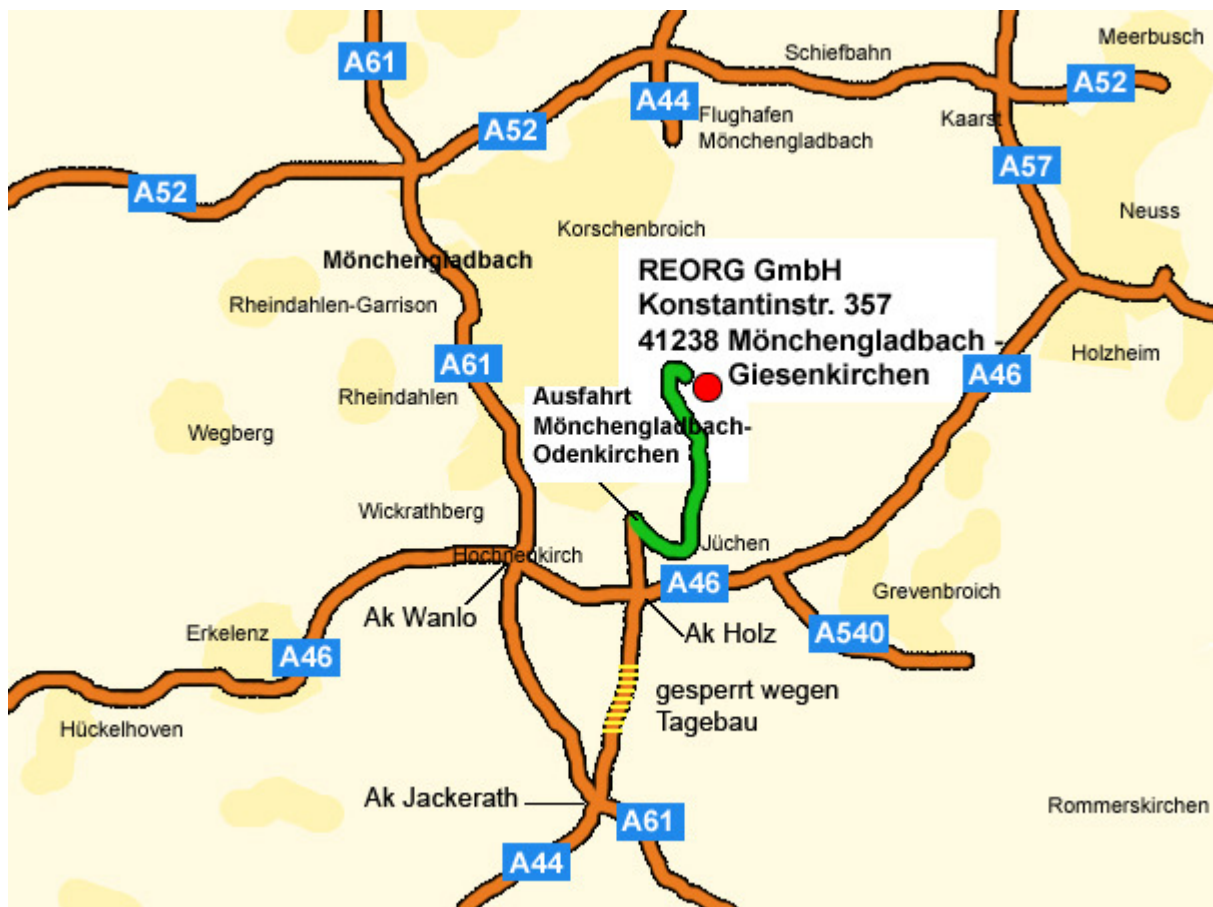 Meerbusch
Schiefbahn
A61
A52
A44
A52
Flughafen
Mönchengladbach
Kaarst
A57
A52
Neuss
Korschenbroich
Mönchengladbach
REORG GmbH
Konstantinstr. 357
41238 Mönchengladbach -
Giesenkirchen
Rheindahlen-Garrison
Holzheim
A61
A46
Rheindahlen
Ausfahrt
Mönchengladbach-
Odenkirchen
Wegberg
Wickrathberg
Jüchen
Hochnenkirch
A46
Grevenbroich
Ak Wanlo
Ak Holz
A540
Erkelenz
A46
gesperrt wegen
Tagebau
Hückelhoven
Ak Jackerath
Rommerskirchen
A61
A44